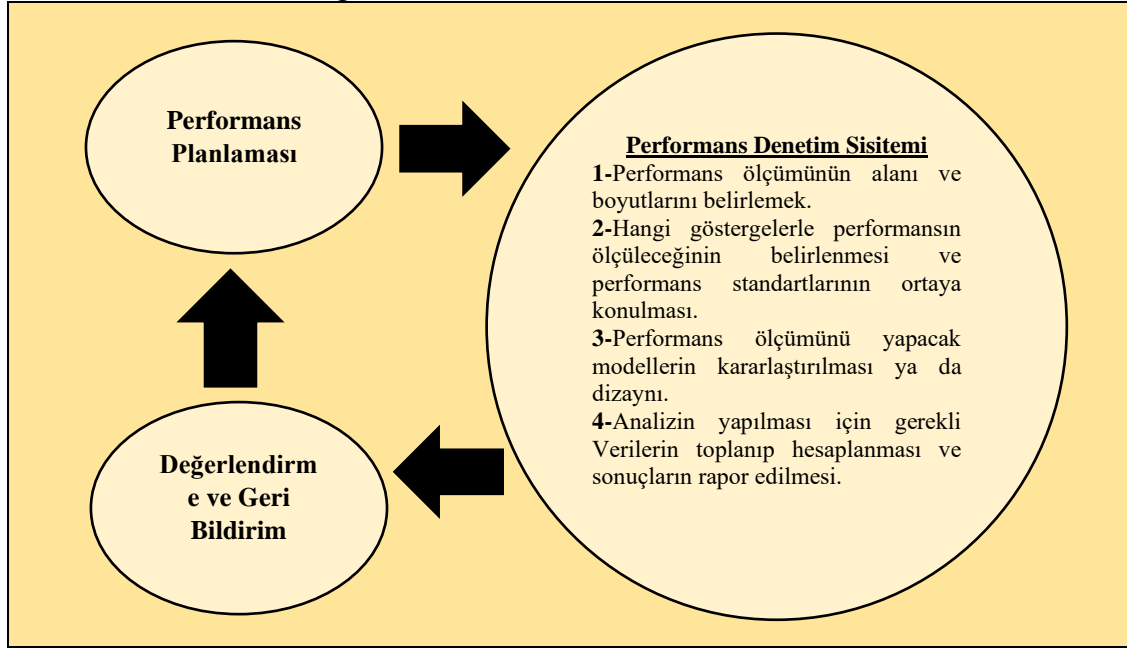 Performans
Planlaması
Performans Denetim Sisitemi
1-Performans ölçümünün alanı ve
boyutlarını belirlemek.
2-Hangi göstergelerle performansın
ölçüleceğinin belirlenmesi ve
performans standartlarının ortaya
konulması.
3-Performans ölçümünü yapacak
modellerin kararlaştırılması ya da
dizaynı.
4-Analizin yapılması için gerekli
Verilerin toplanıp hesaplanması ve
sonuçların rapor edilmesi.
Değerlendirm
e ve Geri
Bildirim